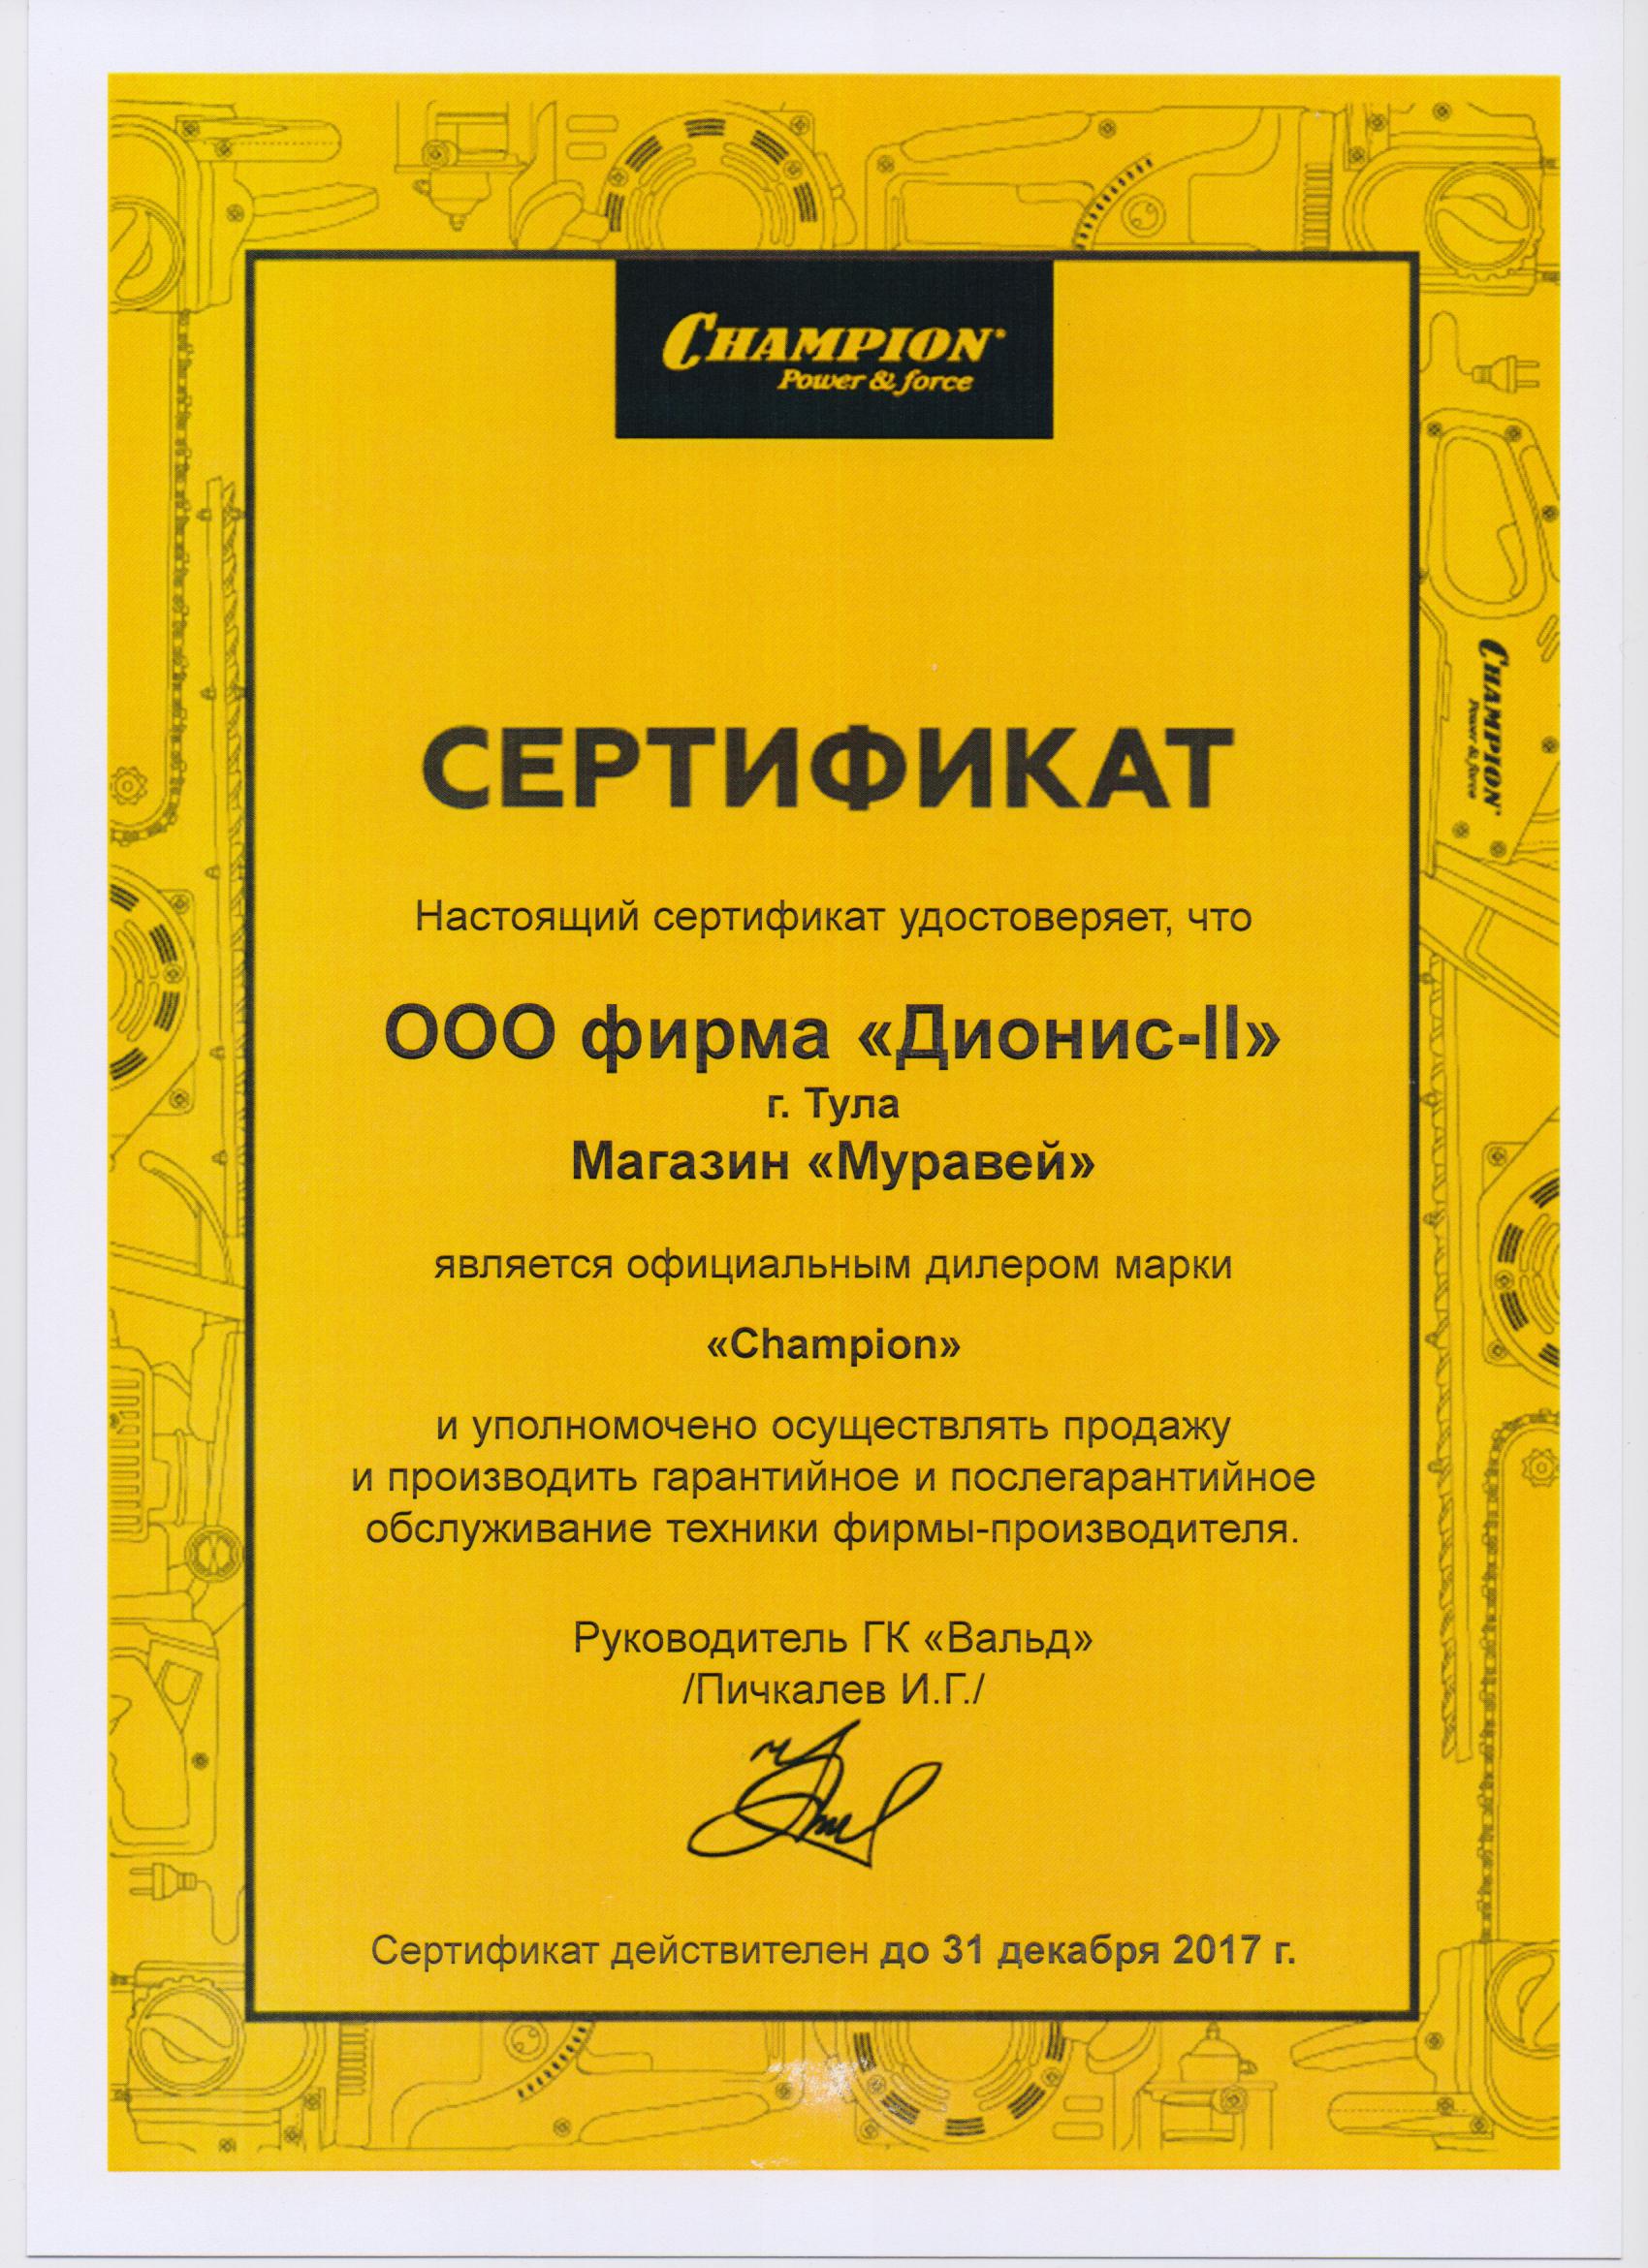 CHAMPION®
Power & force
СЕРТИФИКАТ
Настоящий сертификат удостоверяет, что
ООО фирма «Дионис-II»
г. Тула
Магазин «Муравей»
является официальным дилером марки
«Champion»
и уполномочено осуществлять продажу
и производить гарантийное и послегарантийное
обслуживание техники фирмы-производителя.
Руководитель ГК «Вальд»
/Пичкалев И.Г./
Сертификат действителен до 31 декабря 2017 г.
CHAMPION®
Power & force